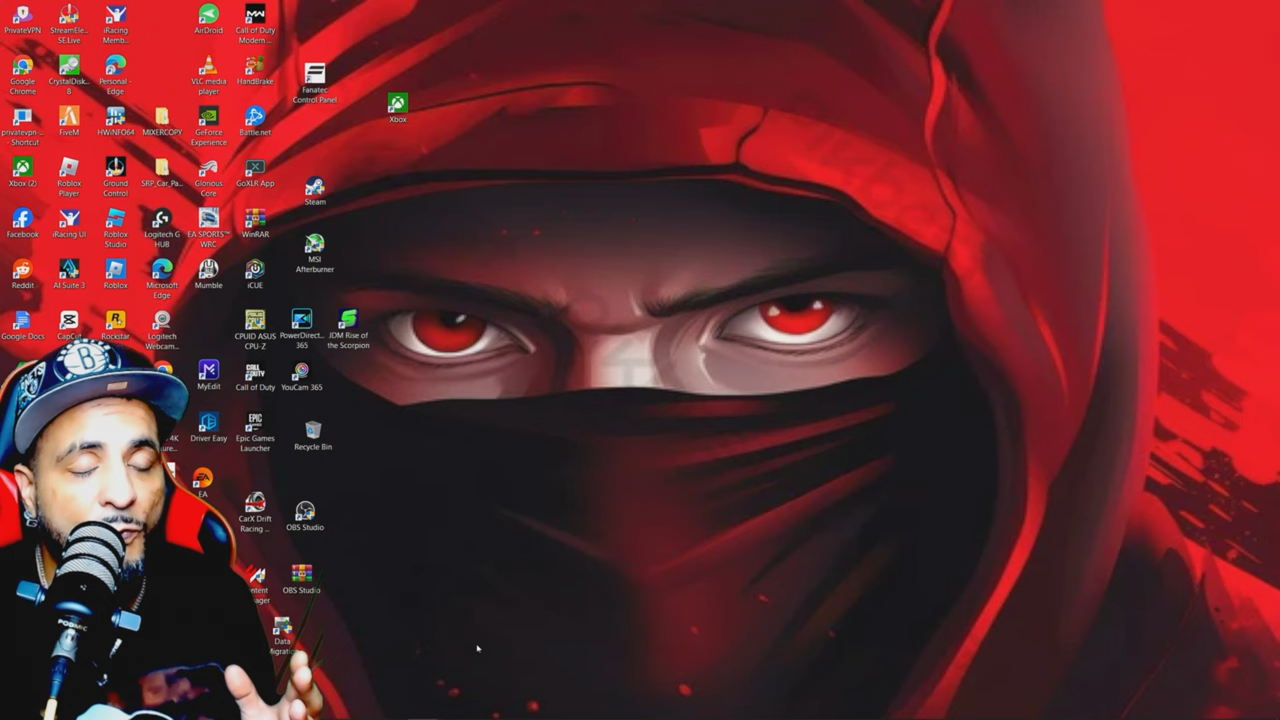 PrivateVPN
StreamEle...
SE.Live
iRacing
Memb...
AirDroid
Call of Duty
Modern ...
Google
Chrome
CrystalDisk...
8
Personal -
Edge
VLC media
player
HandBrake
Fanatec
Control Panel
Xbox
privatevpn-...
- Shortcut
FiveM
HWiNFO64
MIXERCOPY
GeForce
Experience
Battle.net
Xbox (2)
Roblox
Player
Ground
Control
SRP_Car_Pa...
Glorious
Core
GoXLR App
Steam
Facebook
iRacing UI
Roblox
Studio
Logitech G
HUB
EA SPORTS™
WRC
WinRAR
MSI
Afterburner
Reddit
AI Suite 3
Roblox
Microsoft
Edge
Mumble
iCUE
Google Docs
CapCut
Rockstar
Logitech
Webcam...
CPUID ASUS
CPU-Z
PowerDirect...
365
JDM Rise of
the Scorpion
MyEdit
Call of Duty
YouCam 365
4K
Driver Easy
Epic Games
Launcher
Recycle Bin
EA
CarX Drift
Racing ...
OBS Studio
OBS Studio
Data
Migratio...
B
PODMIC